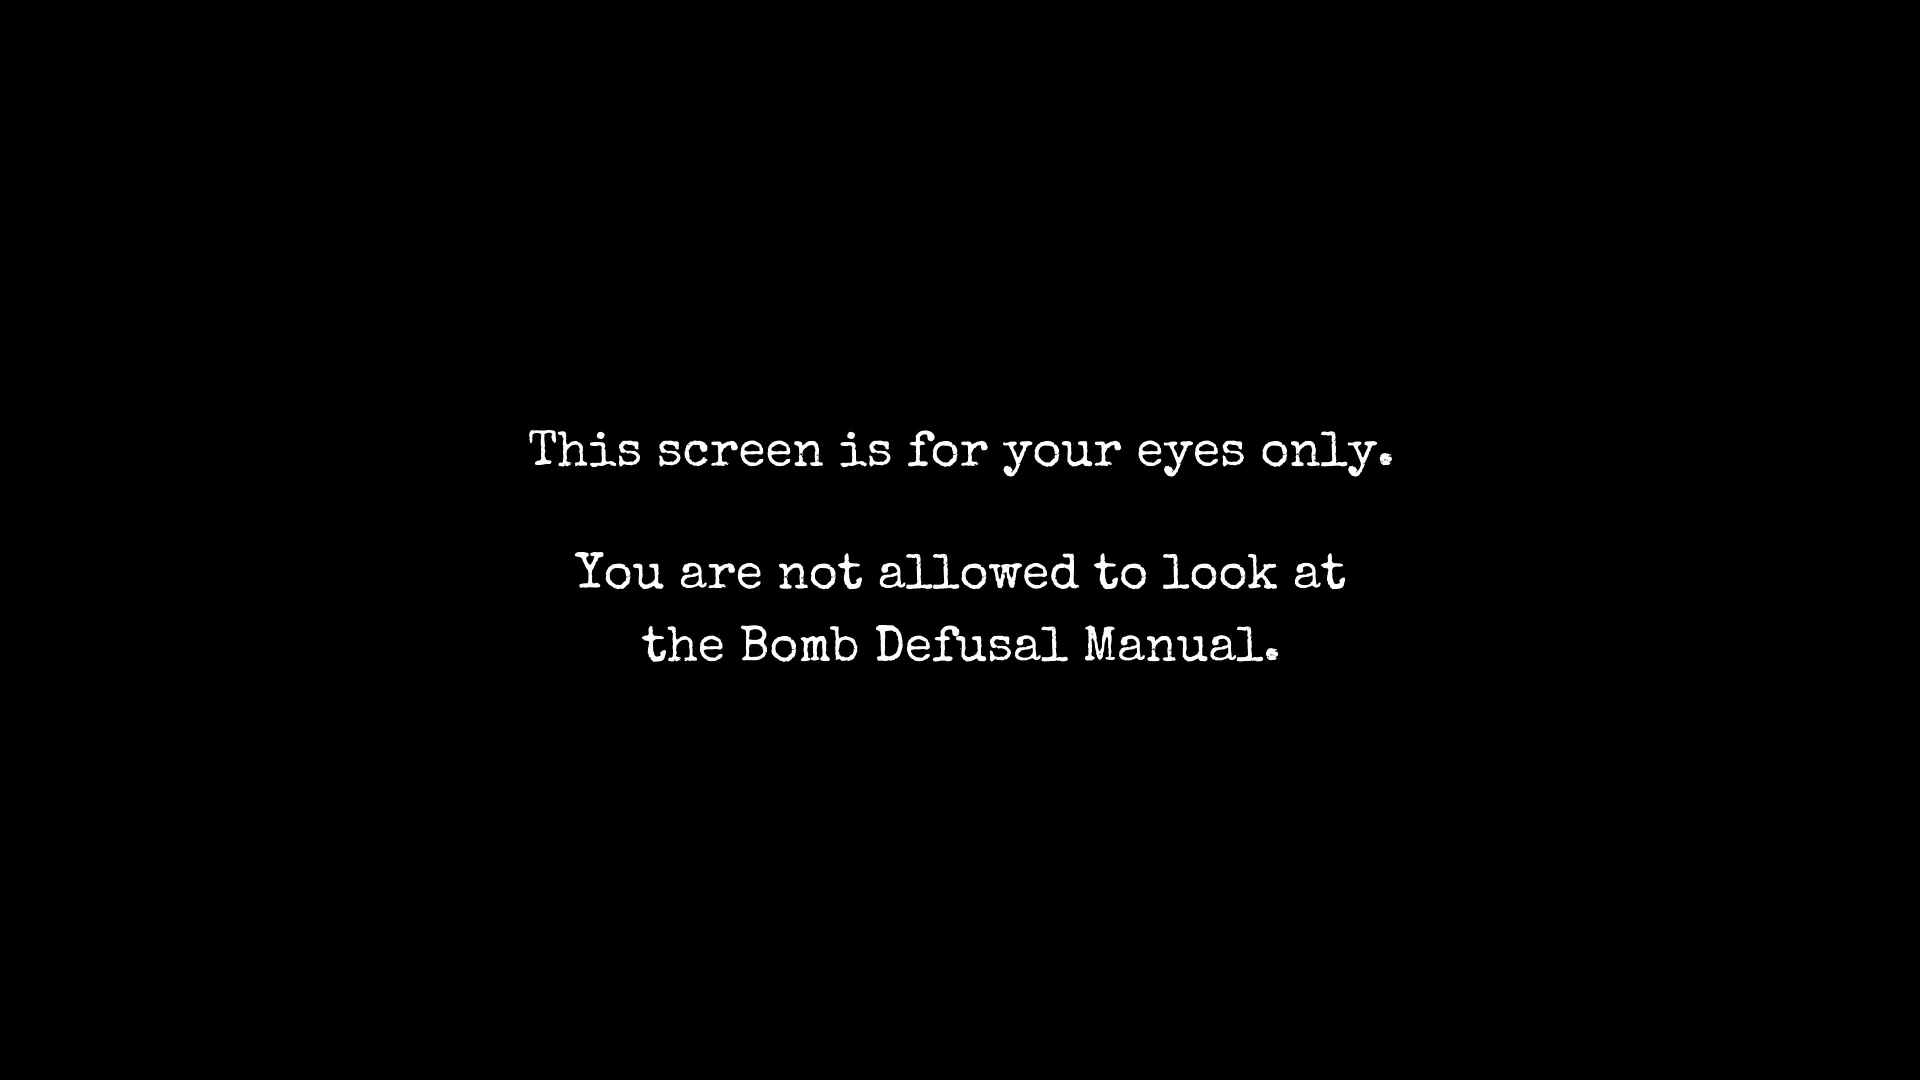 This screen is for your eyes only.
You are not allowed to look at
the Bomb Defusal Manual.